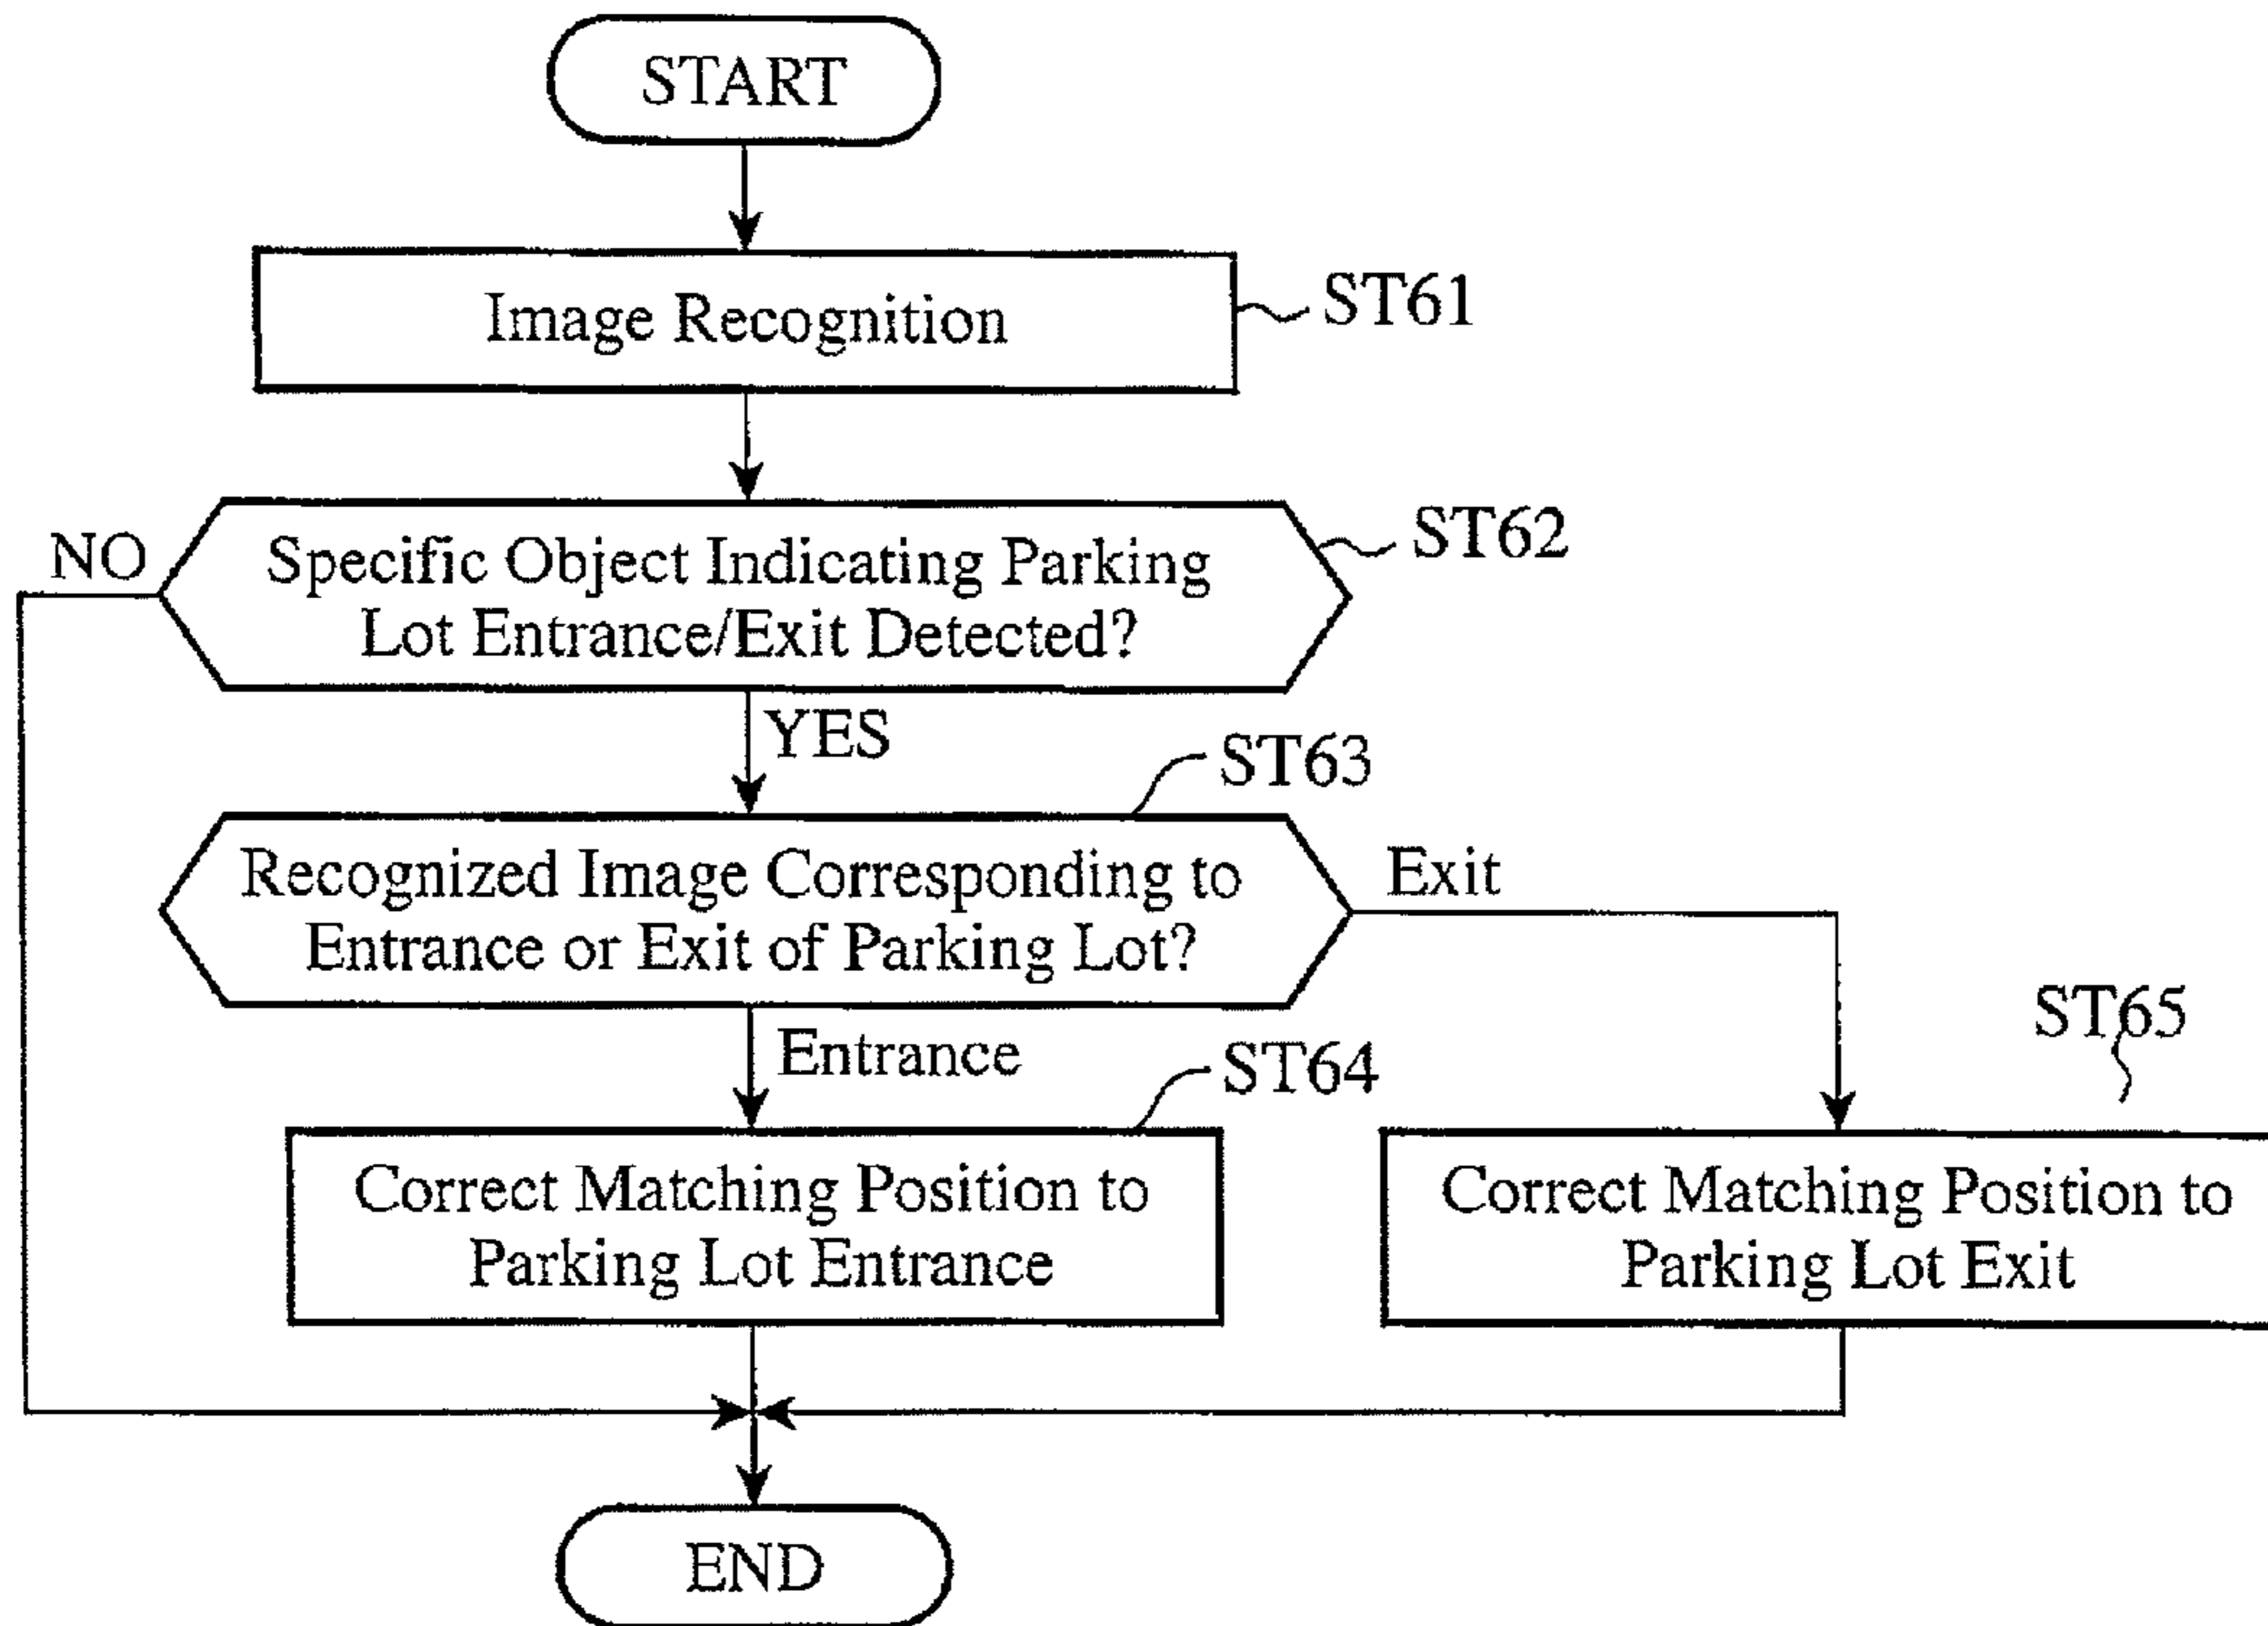 START
Image Recognition
ST61
NO
Specific Object Indicating Parking
Lot Entrance/Exit Detected?
ST62
YES
ST63
Recognized Image Corresponding to
Entrance or Exit of Parking Lot?
Exit
Entrance
ST64
ST65
Correct Matching Position to
Parking Lot Entrance
Correct Matching Position to
Parking Lot Exit
END